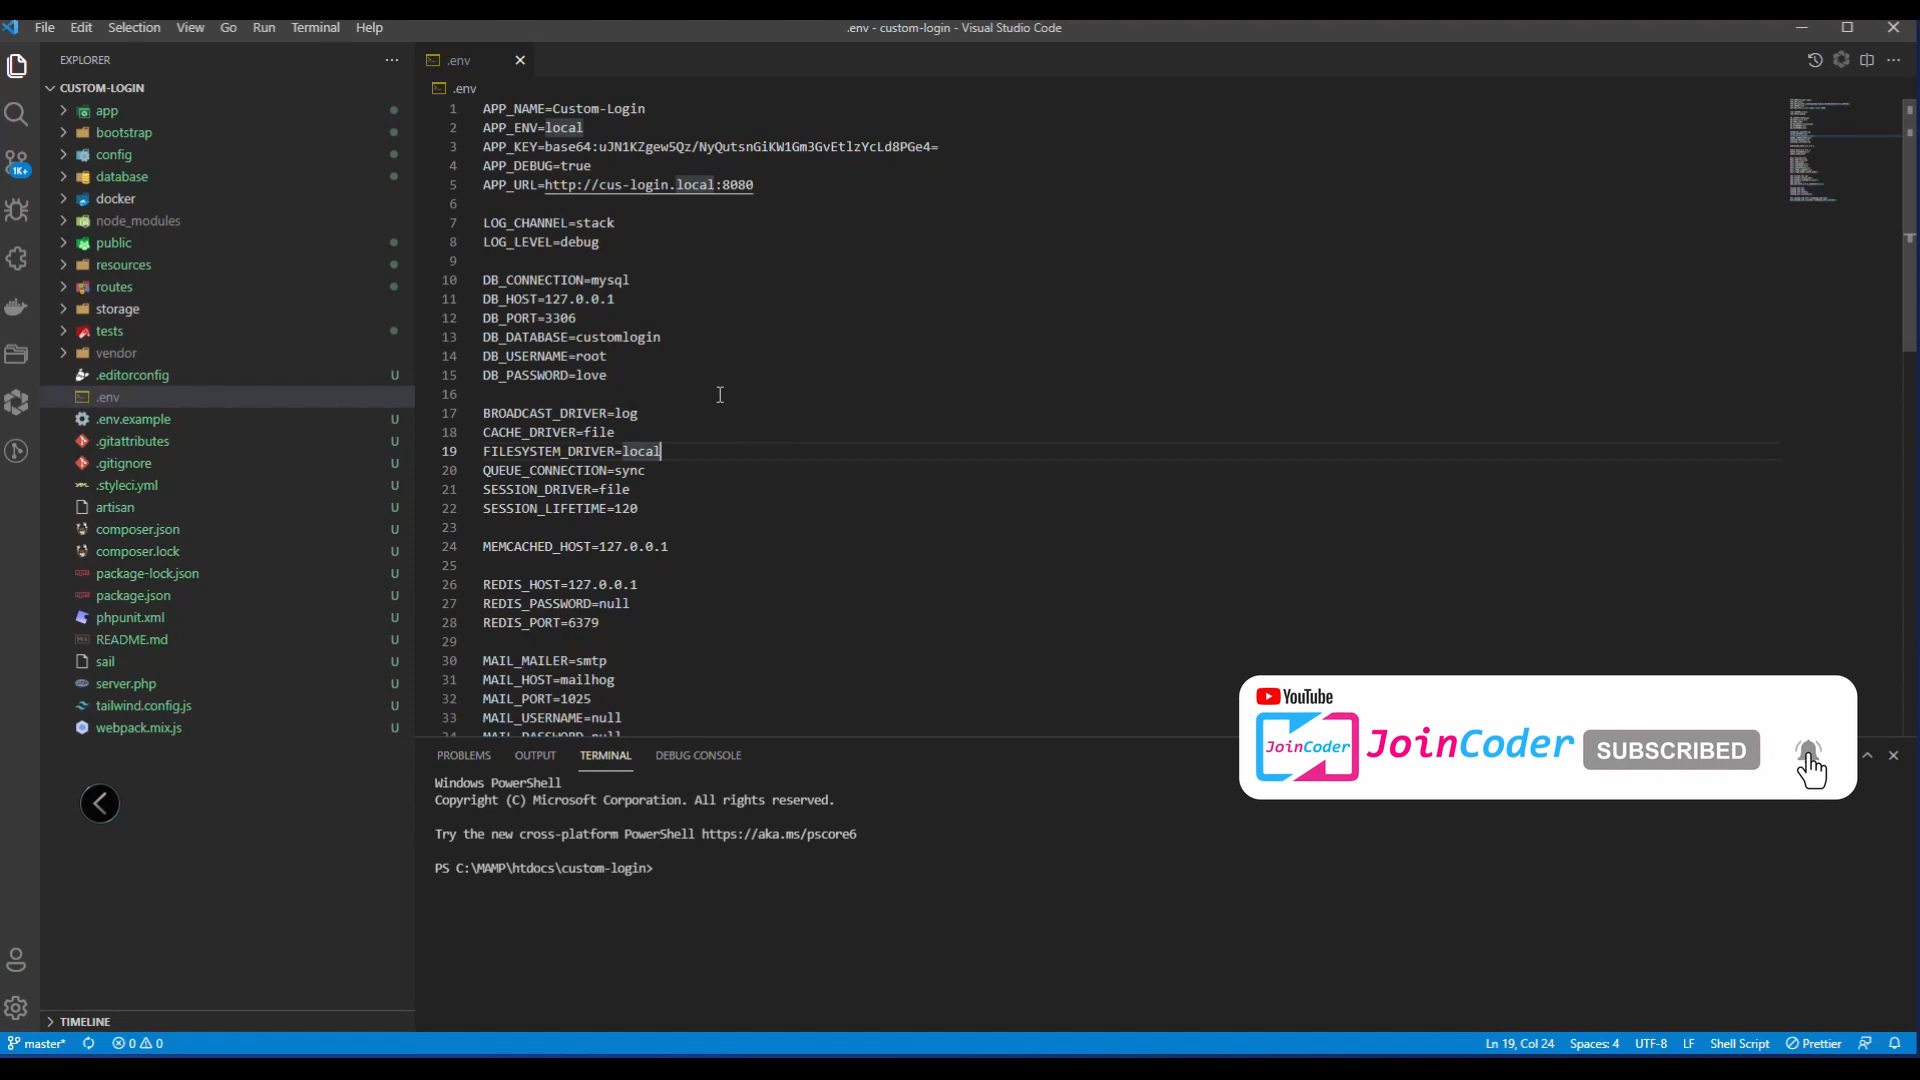 File Edit Selection View Go Run Terminal Help
.env - custom-login - Visual Studio Code
EXPLORER
CUSTOM-LOGIN
app
bootstrap
config
database
docker
node_modules
public
resources
routes
storage
tests
vendor
.editorconfig U
.env
.env.example U
.gitattributes U
.gitignore U
.styleci.yml U
artisan U
composer.json U
composer.lock U
package-lock.json U
package.json U
phpunit.xml U
README.md U
sail U
server.php U
tailwind.config.js U
webpack.mix.js U
TIMELINE
1K+
.env
.env
1 APP_NAME=Custom-Login
2 APP_ENV=local
3 APP_KEY=base64:uJN1KZgew5Qz/NyQutsnGiKW1Gm3GvEtlzYcLd8PGe4=
4 APP_DEBUG=true
5 APP_URL=http://cus-login.local:8080
6
7 LOG_CHANNEL=stack
8 LOG_LEVEL=debug
9
10 DB_CONNECTION=mysql
11 DB_HOST=127.0.0.1
12 DB_PORT=3306
13 DB_DATABASE=customlogin
14 DB_USERNAME=root
15 DB_PASSWORD=love
16
17 BROADCAST_DRIVER=log
18 CACHE_DRIVER=file
19 FILESYSTEM_DRIVER=local
20 QUEUE_CONNECTION=sync
21 SESSION_DRIVER=file
22 SESSION_LIFETIME=120
23
24 MEMCACHED_HOST=127.0.0.1
25
26 REDIS_HOST=127.0.0.1
27 REDIS_PASSWORD=null
28 REDIS_PORT=6379
29
30 MAIL_MAILER=smtp
31 MAIL_HOST=mailhog
32 MAIL_PORT=1025
33 MAIL_USERNAME=null
34 MAIL_PASSWORD=null
YouTube
JoinCoder
JoinCoder
SUBSCRIBED
PROBLEMS OUTPUT TERMINAL DEBUG CONSOLE
Windows PowerShell
Copyright (C) Microsoft Corporation. All rights reserved.
Try the new cross-platform PowerShell https://aka.ms/pscore6
PS C:\MAMP\htdocs\custom-login>
master* 0 0
Ln 19, Col 24 Spaces: 4 UTF-8 LF Shell Script Prettier